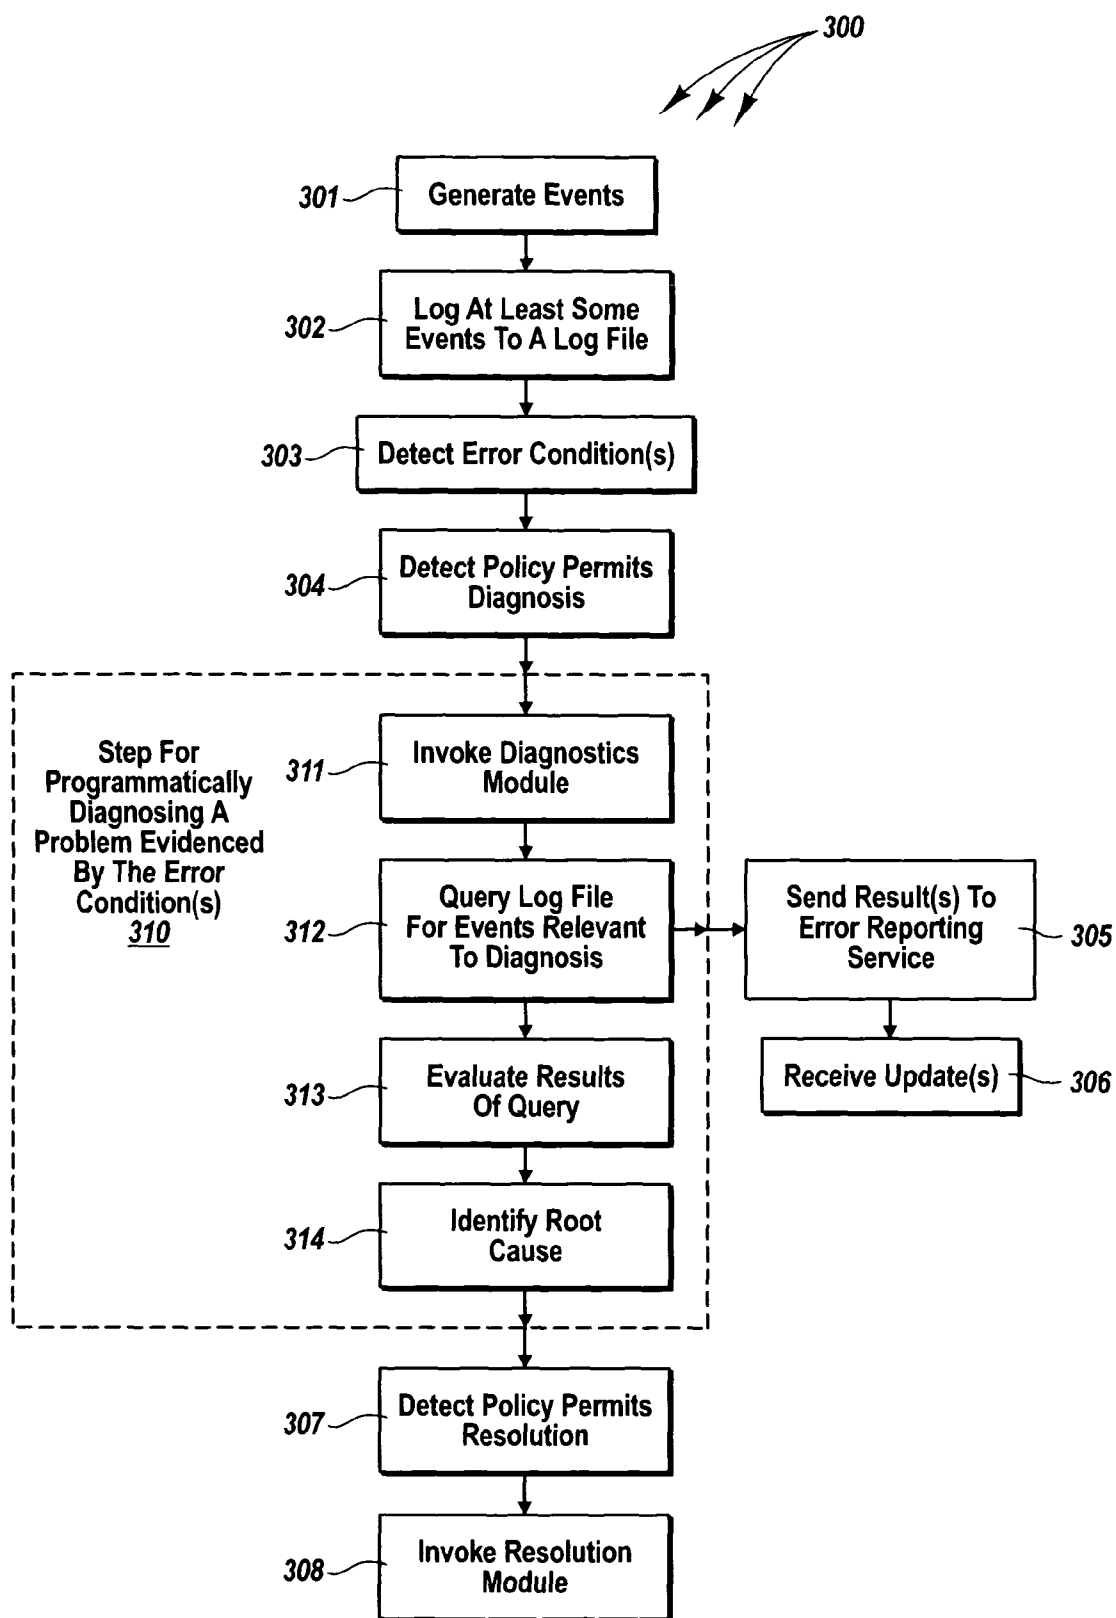 300
301
Generate Events
302
Log At Least Some
Events To A Log File
303
Detect Error Condition(s)
304
Detect Policy Permits
Diagnosis
Step For
Programmatically
Diagnosing A
Problem Evidenced
By The Error
Condition(s)
310
311
Invoke Diagnostics
Module
312
Query Log File
For Events Relevant
To Diagnosis
Send Result(s) To
Error Reporting
Service
305
313
Evaluate Results
Of Query
Receive Update(s)
306
314
Identify Root
Cause
307
Detect Policy Permits
Resolution
308
Invoke Resolution
Module